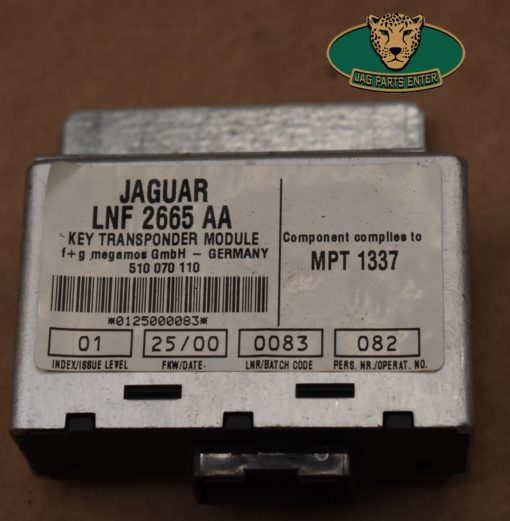 JAG PARTS ENTER
JAGUAR
LNF 2665 AA
KEY TRANSPONDER MODULE
f+g megamos GmbH – GERMANY
510 070 110
*0125000083*
Component complies to
MPT 1337
01 25/00 0083 082
INDEX/ISSUE LEVEL FKW/DATE- LNR/BATCH CODE PERS. NR./OPERAT. NO.